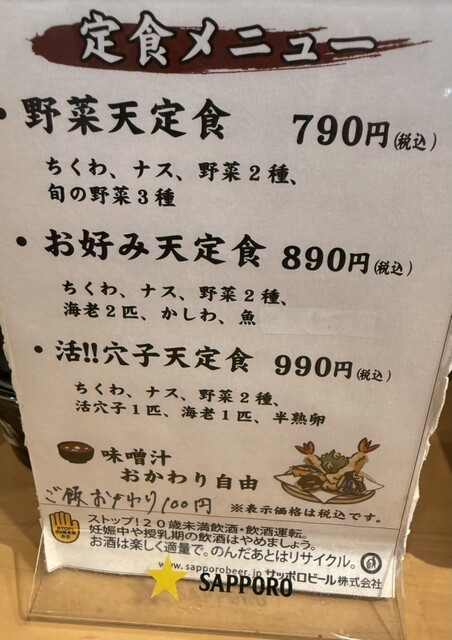 定食メニュー
・野菜天定食 790円(税込)
ちくわ、ナス、野菜2種、
旬の野菜3種
・お好み天定食 890円(税込)
ちくわ、ナス、野菜2種、
海老2匹、かしわ、魚
・活!!穴子天定食 990円(税込)
ちくわ、ナス、野菜2種、
活穴子1匹、海老1匹、半熟卵
味噌汁
おかわり自由
ご飯おかわり100円
※表示価格は税込です。
ストップ!20歳未満飲酒・飲酒運転。
妊娠中や授乳期の飲酒はやめましょう。
お酒は楽しく適量で。のんだあとはリサイクル。
www.sapporobeer.jp サッポロビール株式会社
SAPPORO